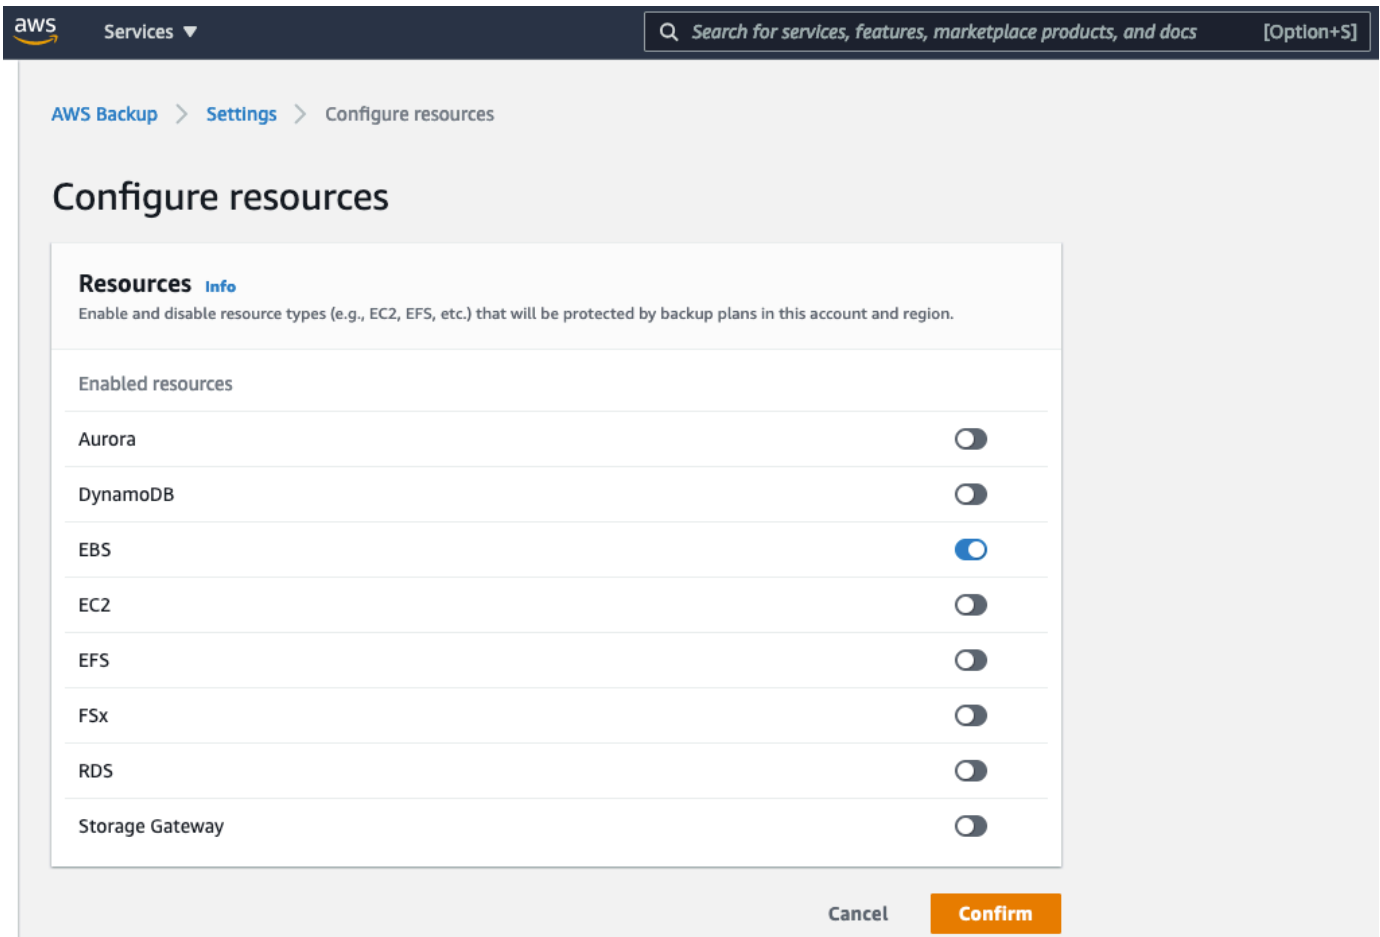 aws Services ▼ Search for services, features, marketplace products, and docs [Option+S]
AWS Backup > Settings > Configure resources
Configure resources
Resources Info
Enable and disable resource types (e.g., EC2, EFS, etc.) that will be protected by backup plans in this account and region.
Enabled resources
Aurora
DynamoDB
EBS
EC2
EFS
FSx
RDS
Storage Gateway
Cancel Confirm